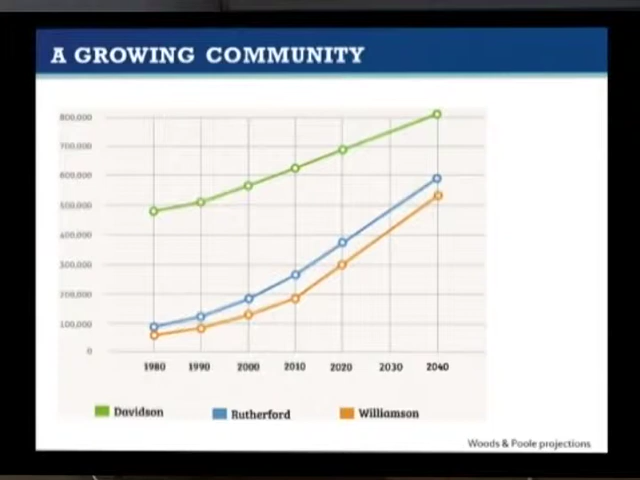 A GROWING COMMUNITY
800,000
700,000
600,000
500,000
400,000
300,000
200,000
100,000
0
1980 1990 2000 2010 2020 2030 2040
Davidson Rutherford Williamson
Woods & Poole projections